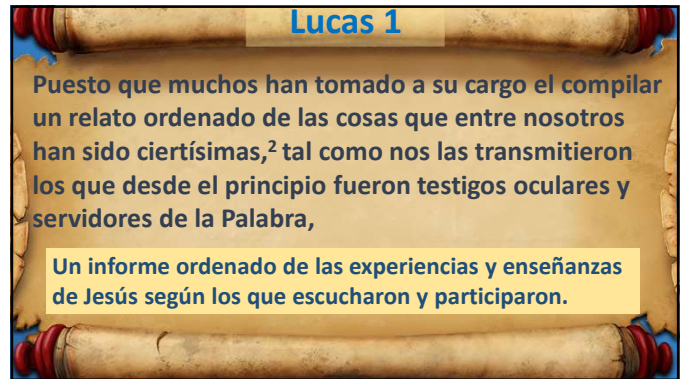 Lucas 1
Puesto que muchos han tomado a su cargo el compilar
un relato ordenado de las cosas que entre nosotros
han sido ciertísimas,² tal como nos las transmitieron
los que desde el principio fueron testigos oculares y
servidores de la Palabra,
Un informe ordenado de las experiencias y enseñanzas
de Jesús según los que escucharon y participaron.